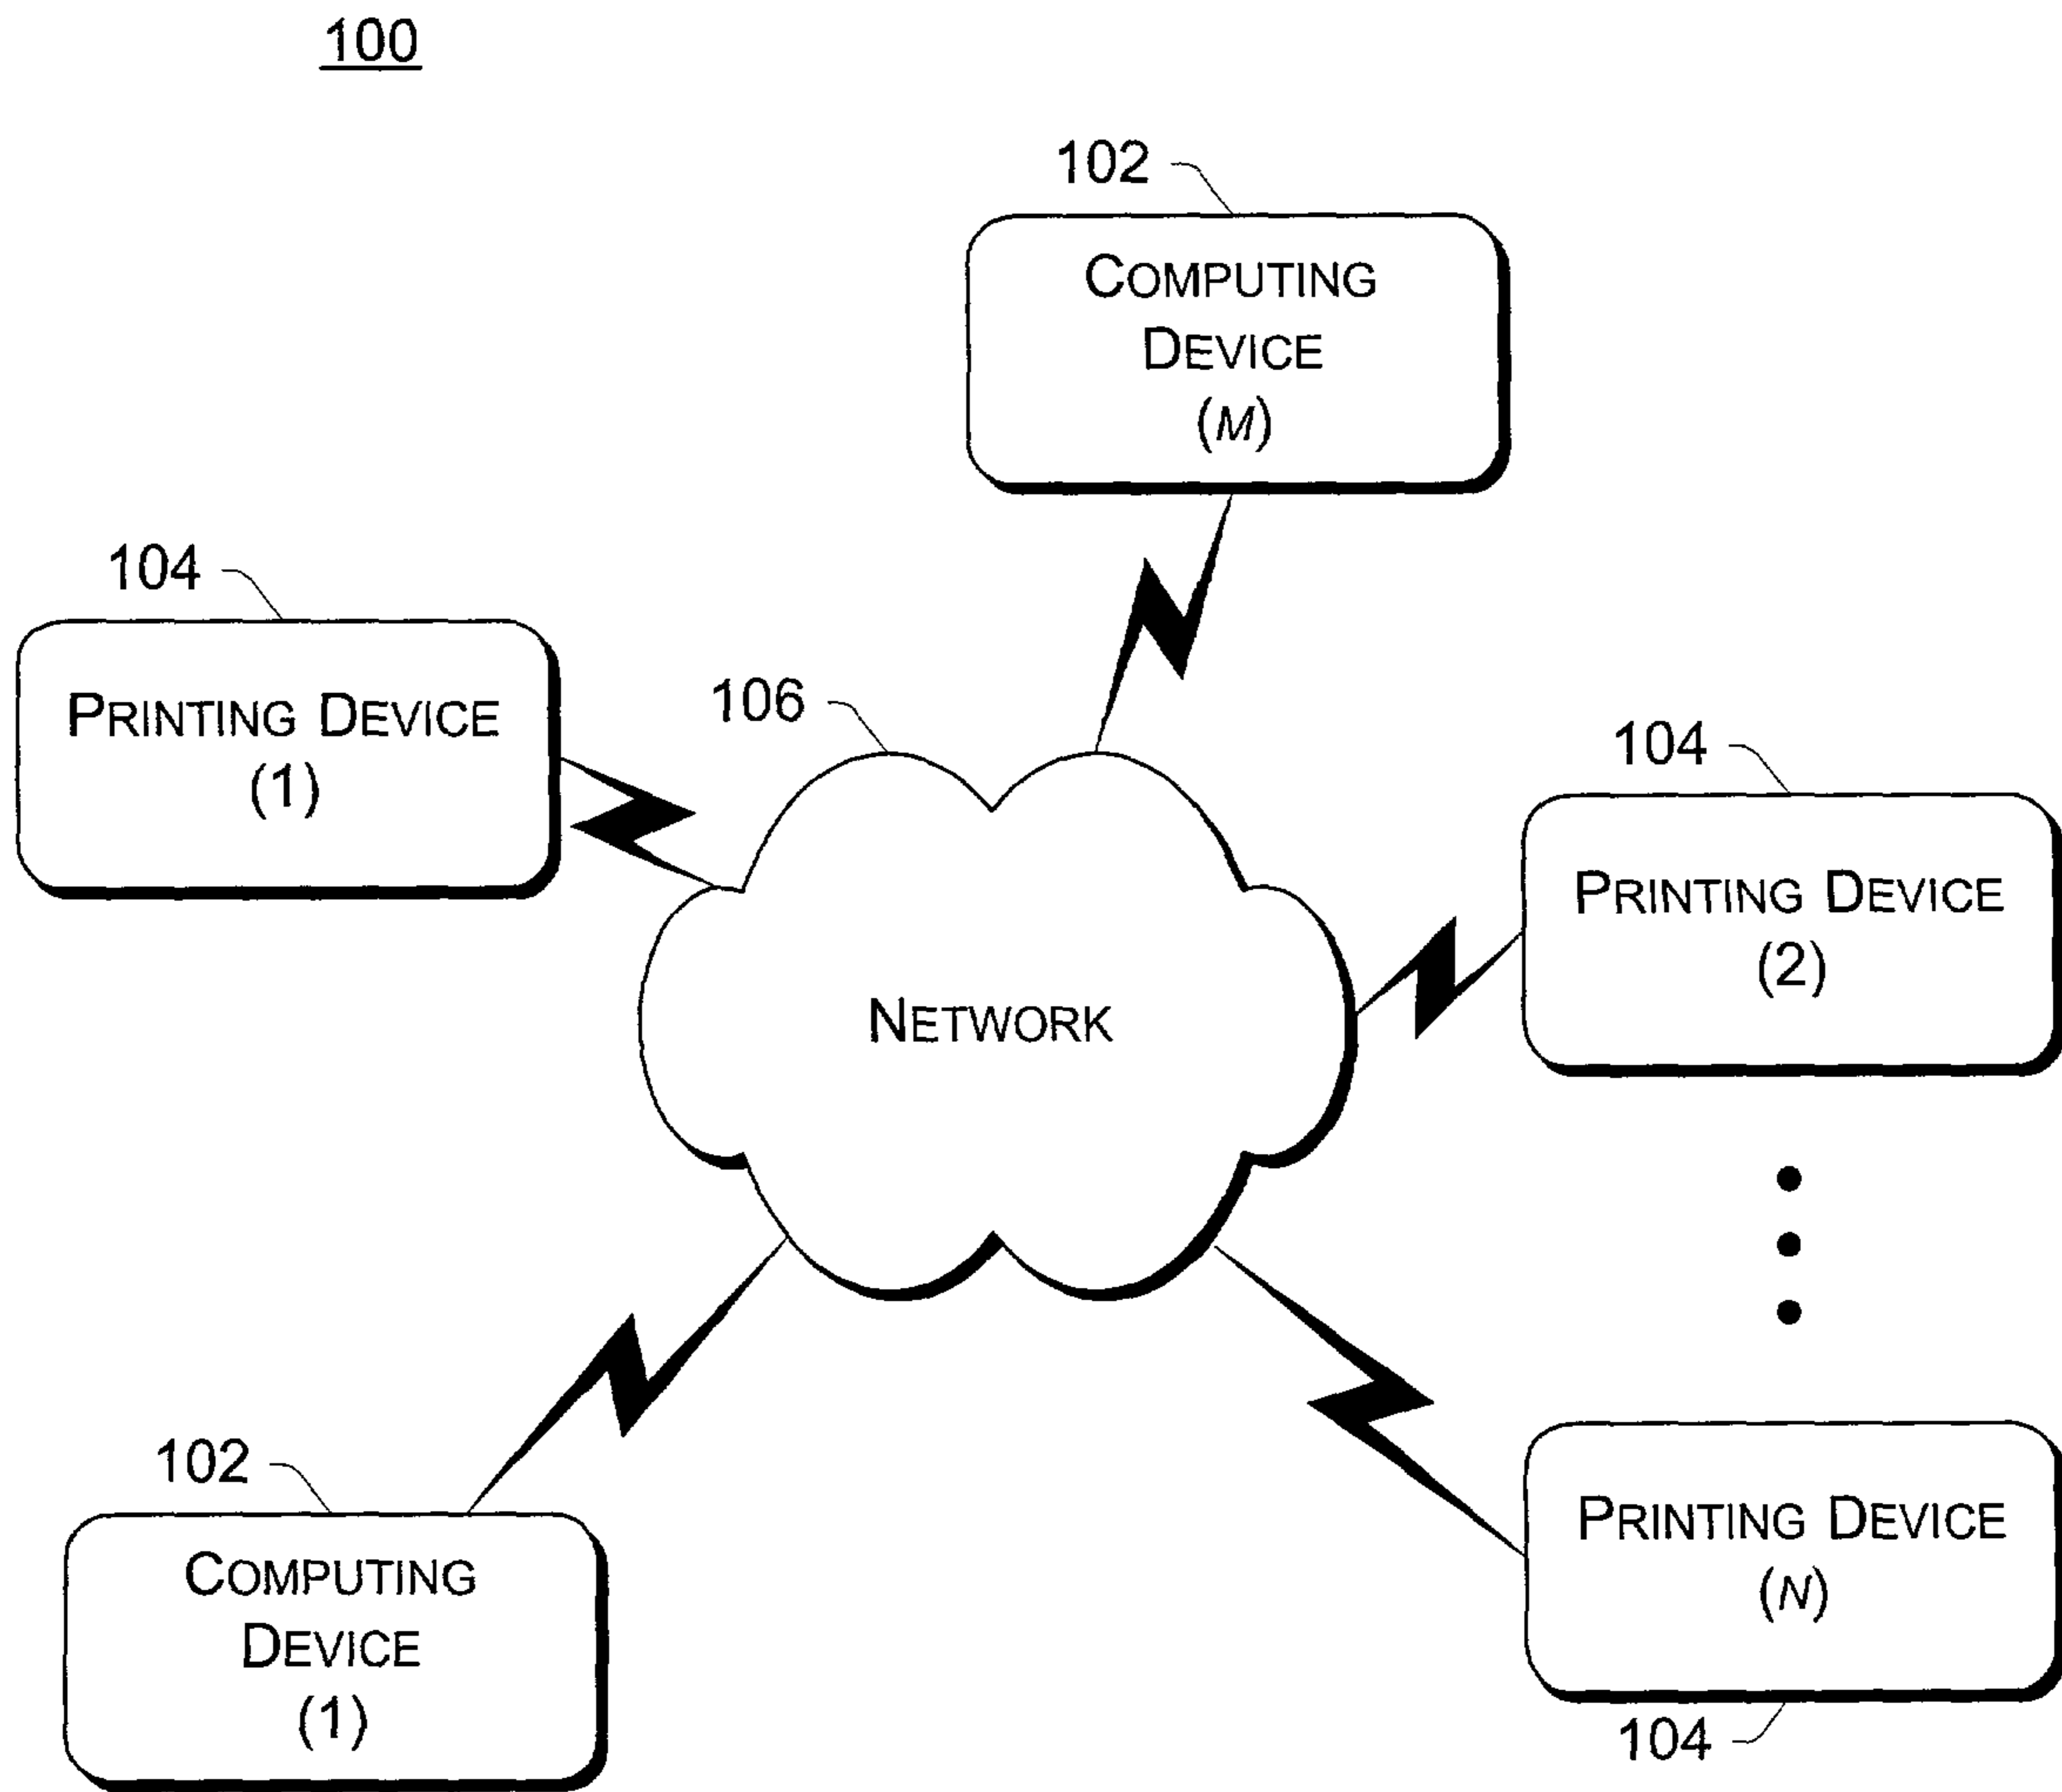 100
102
COMPUTING
DEVICE
(M)
104
PRINTING DEVICE
(1)
106
104
PRINTING DEVICE
(2)
NETWORK
102
COMPUTING
DEVICE
(1)
PRINTING DEVICE
(N)
104